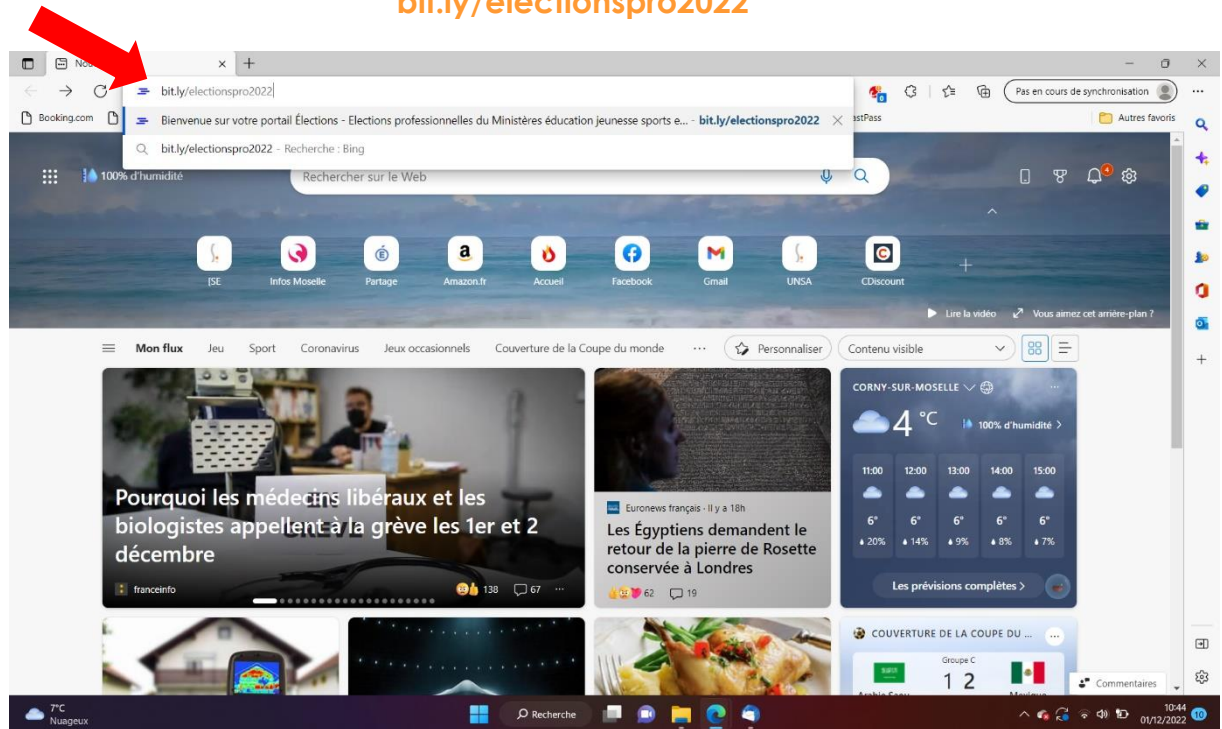 bit.ly/electionspro2022
bit.ly/electionspro2022
Pas en cours de synchronisation
Booking.com
Bienvenue sur votre portail Élections - Elections professionnelles du Ministères éducation jeunesse sports e... - bit.ly/electionspro2022
Autres favoris
bit.ly/electionspro2022 - Recherche : Bing
100% d'humidité
Rechercher sur le Web
4
Infos Moselle
Partage
Amazon.fr
Accueil
Facebook
Gmail
UNSA
CDiscount
Lire la vidéo
Vous aimez cet arrière-plan ?
Mon flux
Jeu
Sport
Coronavirus
Jeux occasionnels
Couverture de la Coupe du monde
...
Personnaliser
Contenu visible
CORNY-SUR-MOSELLE
4 °C
100% d'humidité >
11:00 12:00 13:00 14:00 15:00
6° 6° 6° 6° 6°
20% 14% 9% 8% 7%
Les prévisions complètes >
Pourquoi les médecins libéraux et les
biologistes appellent à la grève les 1er et 2
décembre
franceinfo
138
67
GREVE
Euronews français · Il y a 18h
Les Égyptiens demandent le
retour de la pierre de Rosette
conservée à Londres
62
19
COUVERTURE DE LA COUPE DU ...
Groupe C
1 2
Commentaires
7°C
Nuageux
Recherche
10:44
01/12/2022
10